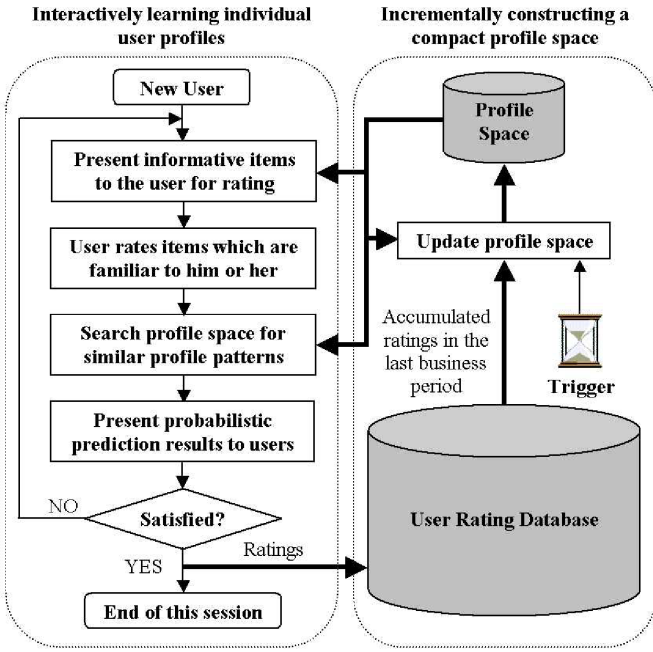 Interactively learning individual
user profiles
New User
Present informative items
to the user for rating
User rates items which are
familiar to him or her
Search profile space for
similar profile patterns
Present probabilistic
prediction results to users
Satisfied?
NO
YES
Ratings
End of this session
Incrementally constructing a
compact profile space
Profile
Space
Update profile space
Accumulated
ratings in the
last business
period
Trigger
User Rating Database